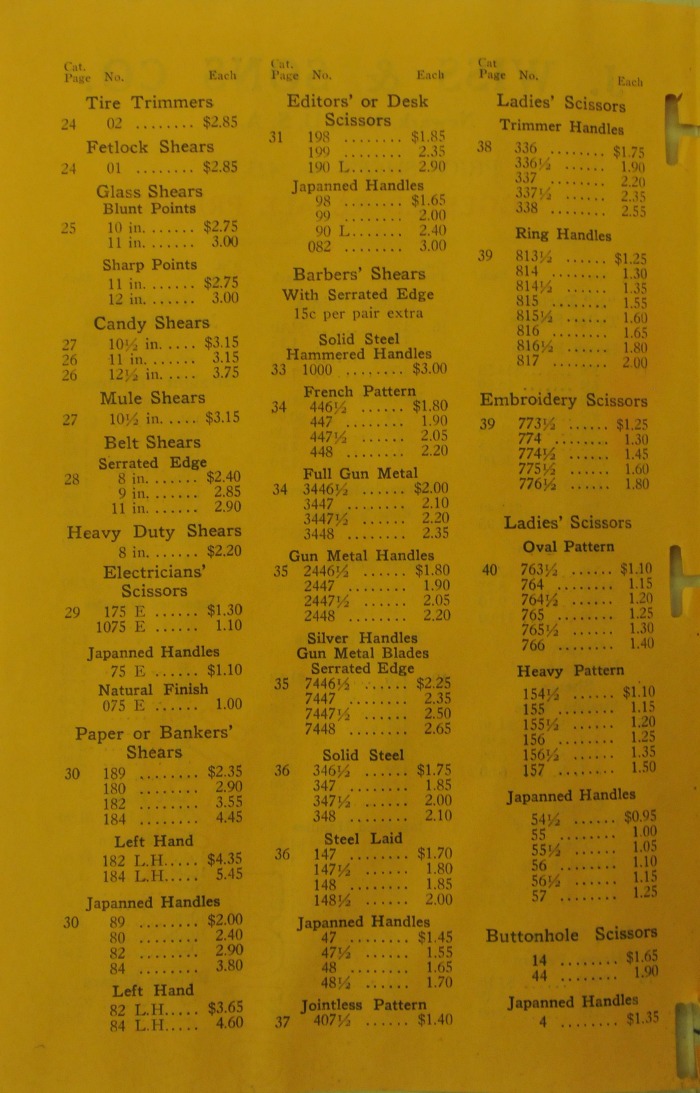 Cat.
Page No. Each
Tire Trimmers
24 02 ........ $2.85
Fetlock Shears
24 01 ........ $2.85
Glass Shears
Blunt Points
25 10 in. ...... $2.75
11 in. ...... 3.00
Sharp Points
11 in. ...... $2.75
12 in. ...... 3.00
Candy Shears
27 10½ in. .... $3.15
26 11 in. ..... 3.15
26 12½ in. .... 3.75
Mule Shears
27 10½ in. .... $3.15
Belt Shears
Serrated Edge
28 8 in. ...... $2.40
9 in. ...... 2.85
11 in. ...... 2.90
Heavy Duty Shears
8 in. ...... $2.20
Electricians'
Scissors
29 175 E ...... $1.30
1075 E ...... 1.10
Japanned Handles
75 E ...... $1.10
Natural Finish
075 E ...... 1.00
Paper or Bankers'
Shears
30 189 ........ $2.35
180 ........ 2.90
182 ........ 3.55
184 ........ 4.45
Left Hand
182 L.H..... $4.35
184 L.H..... 5.45
Japanned Handles
30 89 ........ $2.00
80 ........ 2.40
82 ........ 2.90
84 ........ 3.80
Left Hand
82 L.H..... $3.65
84 L.H..... 4.60
Cat.
Page No. Each
Editors' or Desk
Scissors
31 198 ........ $1.85
199 ........ 2.35
190 L....... 2.90
Japanned Handles
98 ........ $1.65
99 ........ 2.00
90 L....... 2.40
082 ........ 3.00
Barbers' Shears
With Serrated Edge
15c per pair extra
Solid Steel
Hammered Handles
33 1000 ........ $3.00
French Pattern
34 446½ ...... $1.80
447 ........ 1.90
447½ ...... 2.05
448 ........ 2.20
Full Gun Metal
34 3446½ ...... $2.00
3447 ........ 2.10
3447½ ...... 2.20
3448 ........ 2.35
Gun Metal Handles
35 2446½ ...... $1.80
2447 ........ 1.90
2447½ ...... 2.05
2448 ........ 2.20
Silver Handles
Gun Metal Blades
Serrated Edge
35 7446½ ...... $2.25
7447 ........ 2.35
7447½ ...... 2.50
7448 ........ 2.65
Solid Steel
36 346½ ...... $1.75
347 ........ 1.85
347½ ...... 2.00
348 ........ 2.10
Steel Laid
36 147 ........ $1.70
147½ ...... 1.80
148 ........ 1.85
148½ ...... 2.00
Japanned Handles
47 ........ $1.45
47½ ...... 1.55
48 ........ 1.65
48½ ...... 1.70
Jointless Pattern
37 407½ ...... $1.40
Cat
Page No. Each
Ladies' Scissors
Trimmer Handles
38 336 ........ $1.75
336½ ...... 1.90
337 ........ 2.20
337½ ...... 2.35
338 ........ 2.55
Ring Handles
39 813½ ...... $1.25
814 ........ 1.30
814½ ...... 1.35
815 ........ 1.55
815½ ...... 1.60
816 ........ 1.65
816½ ...... 1.80
817 ........ 2.00
Embroidery Scissors
39 773½ ...... $1.25
774 ........ 1.30
774½ ...... 1.45
775½ ...... 1.60
776½ ...... 1.80
Ladies' Scissors
Oval Pattern
40 763½ ...... $1.10
764 ........ 1.15
764½ ...... 1.20
765 ........ 1.25
765½ ...... 1.30
766 ........ 1.40
Heavy Pattern
154½ ...... $1.10
155 ........ 1.15
155½ ...... 1.20
156 ........ 1.25
156½ ...... 1.35
157 ........ 1.50
Japanned Handles
54½ ...... $0.95
55 ........ 1.00
55½ ...... 1.05
56 ........ 1.10
56½ ...... 1.15
57 ........ 1.25
Buttonhole Scissors
14 ........ $1.65
44 ........ 1.90
Japanned Handles
4 ........ $1.35